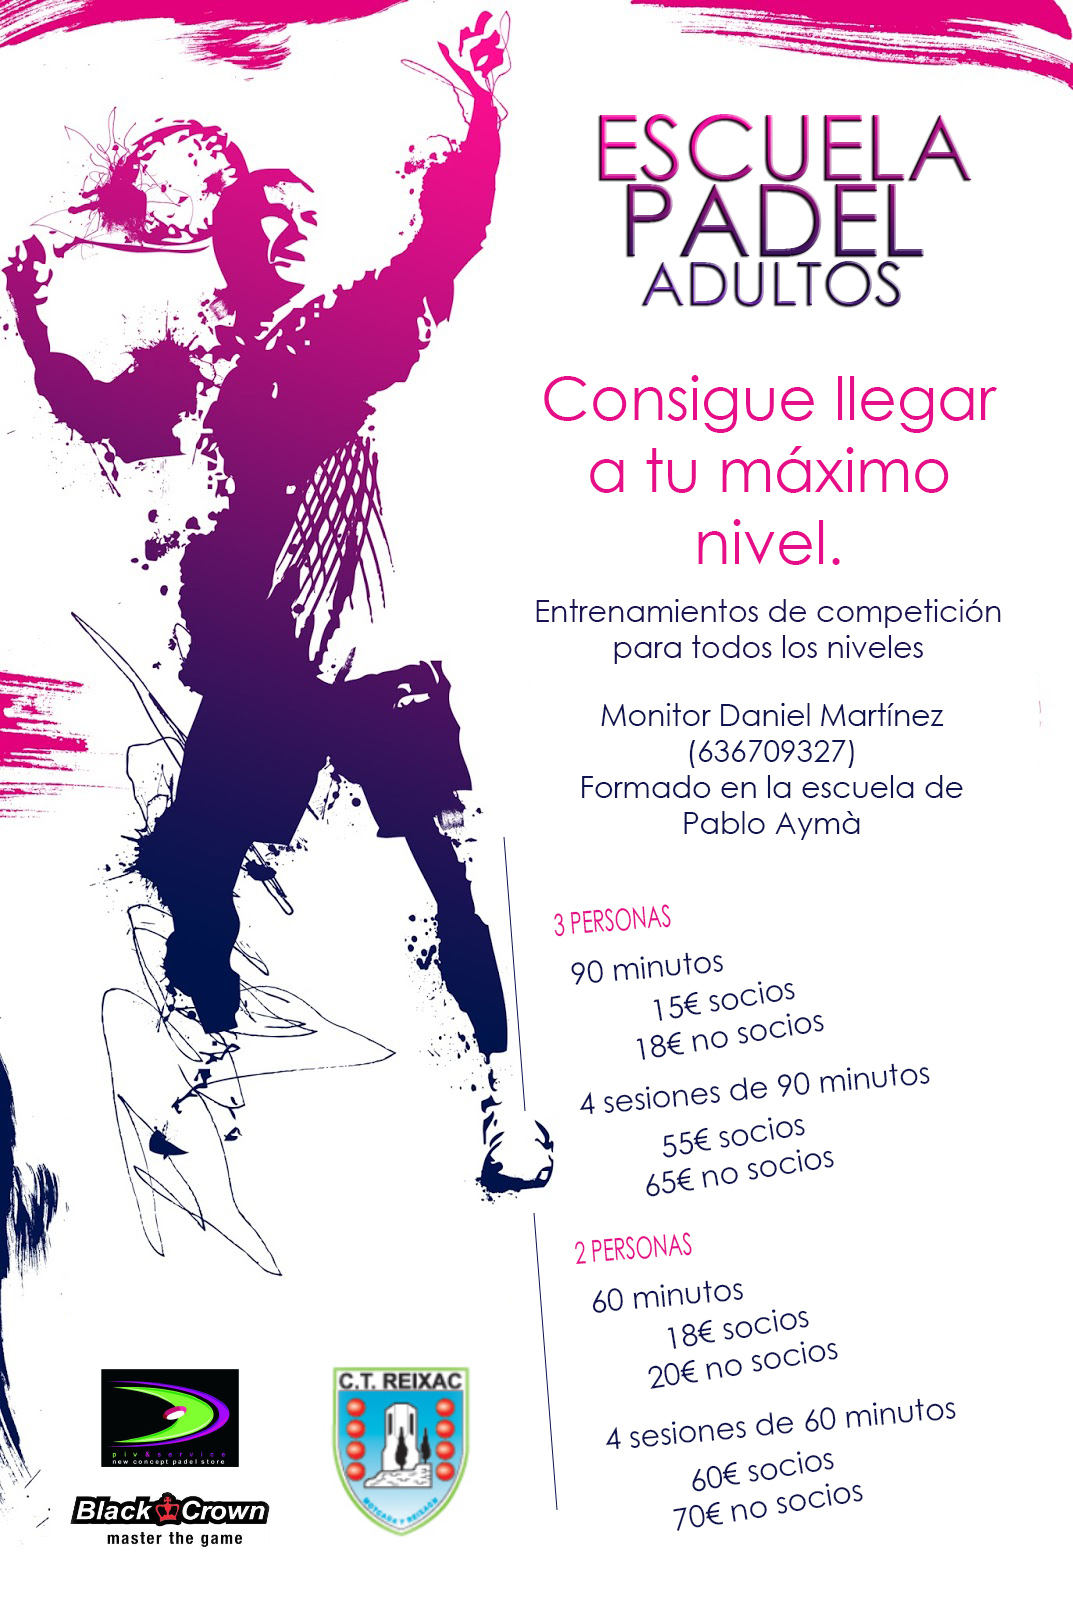 ESCUELA
PADEL
ADULTOS
Consigue llegar
a tu máximo
nivel.
Entrenamientos de competición
para todos los niveles
Monitor Daniel Martínez
(636709327)
Formado en la escuela de
Pablo Aymà
3 PERSONAS
90 minutos
15€ socios
18€ no socios
4 sesiones de 90 minutos
55€ socios
65€ no socios
2 PERSONAS
60 minutos
18€ socios
20€ no socios
4 sesiones de 60 minutos
60€ socios
70€ no socios
plv&service
new concept padel store
Black Crown
master the game
C.T. REIXAC